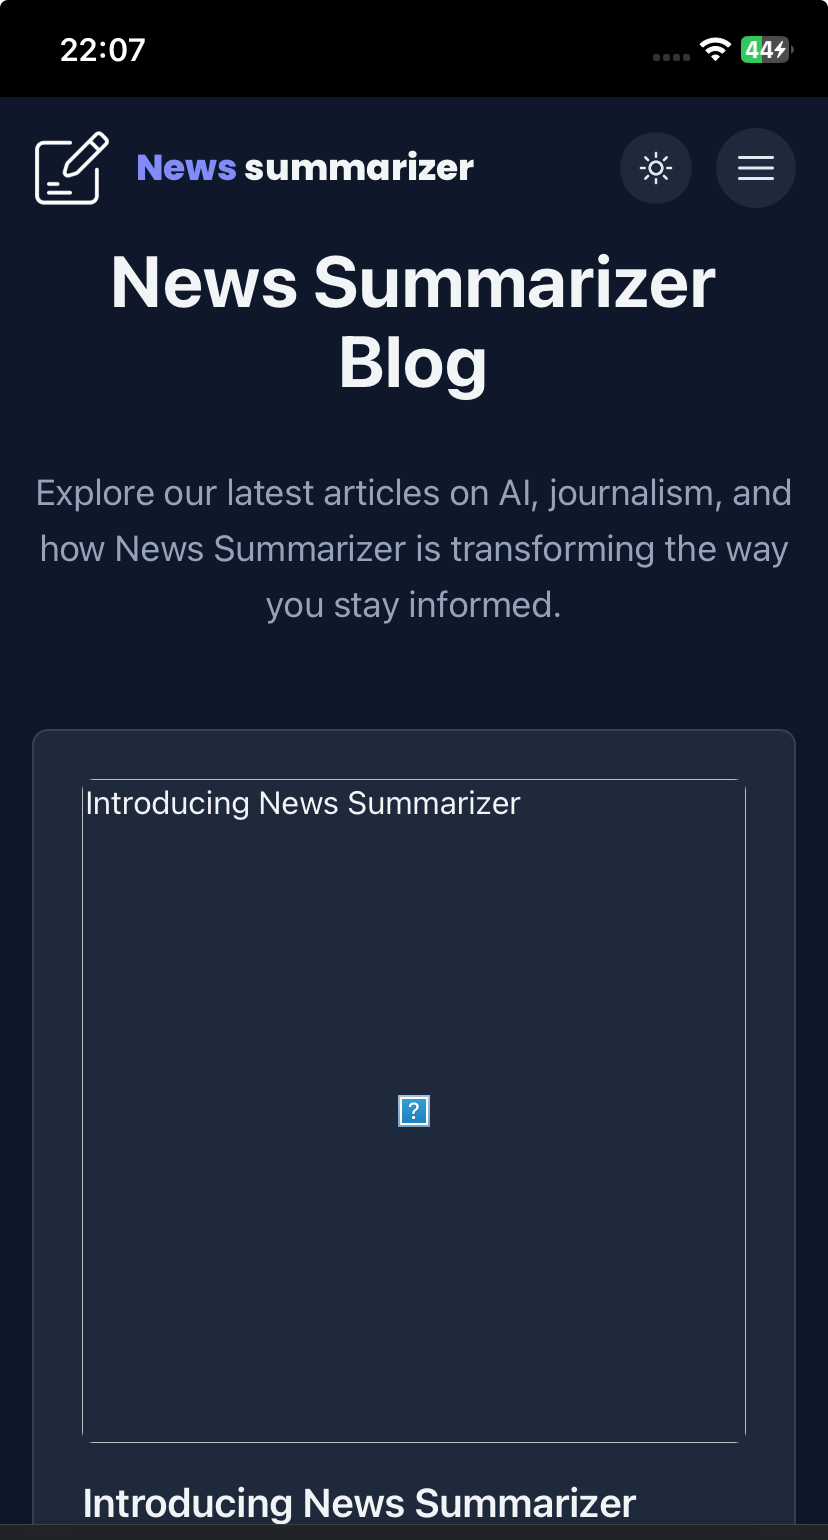 22:07
44
News summarizer
News Summarizer
Blog
Explore our latest articles on AI, journalism, and
how News Summarizer is transforming the way
you stay informed.
Introducing News Summarizer
?
Introducing News Summarizer